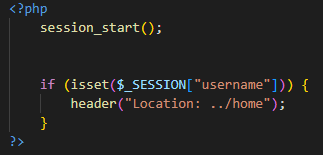 <?php
session_start();
if (isset($_SESSION["username"])) {
header("Location: ../home");
}
?>